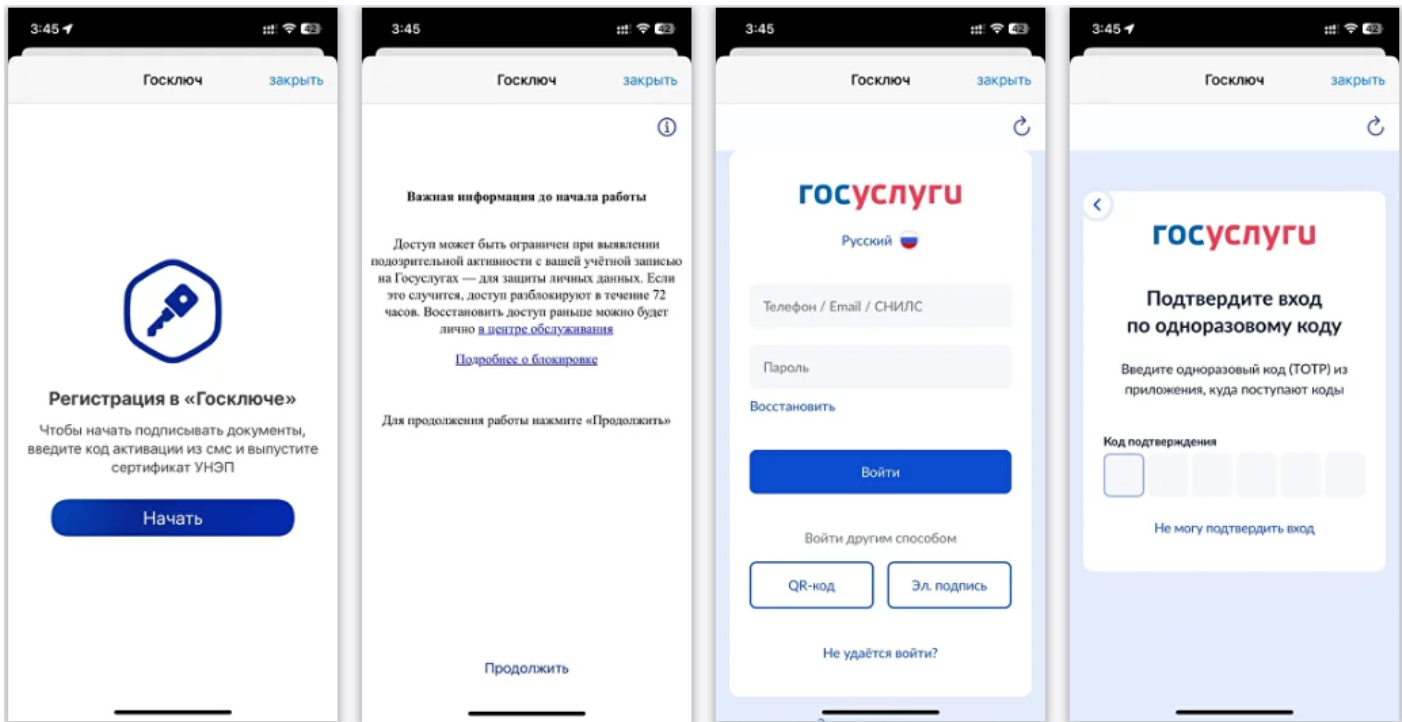 3:45
42
Госключ
закрыть
Регистрация в «Госключе»
Чтобы начать подписывать документы,
введите код активации из смс и выпустите
сертификат УНЭП
Начать
3:45
42
Госключ
закрыть
Важная информация до начала работы
Доступ может быть ограничен при выявлении
подозрительной активности с вашей учётной записью
на Госуслугах — для защиты личных данных. Если
это случится, доступ разблокируют в течение 72
часов. Восстановить доступ раньше можно будет
лично в центре обслуживания
Подробнее о блокировке
Для продолжения работы нажмите «Продолжить»
Продолжить
3:45
42
Госключ
закрыть
госуслуги
Русский
Телефон / Email / СНИЛС
Пароль
Восстановить
Войти
Войти другим способом
QR-код
Эл. подпись
Не удаётся войти?
3:45
42
Госключ
закрыть
госуслуги
Подтвердите вход
по одноразовому коду
Введите одноразовый код (TOTP) из
приложения, куда поступают коды
Код подтверждения
Не могу подтвердить вход